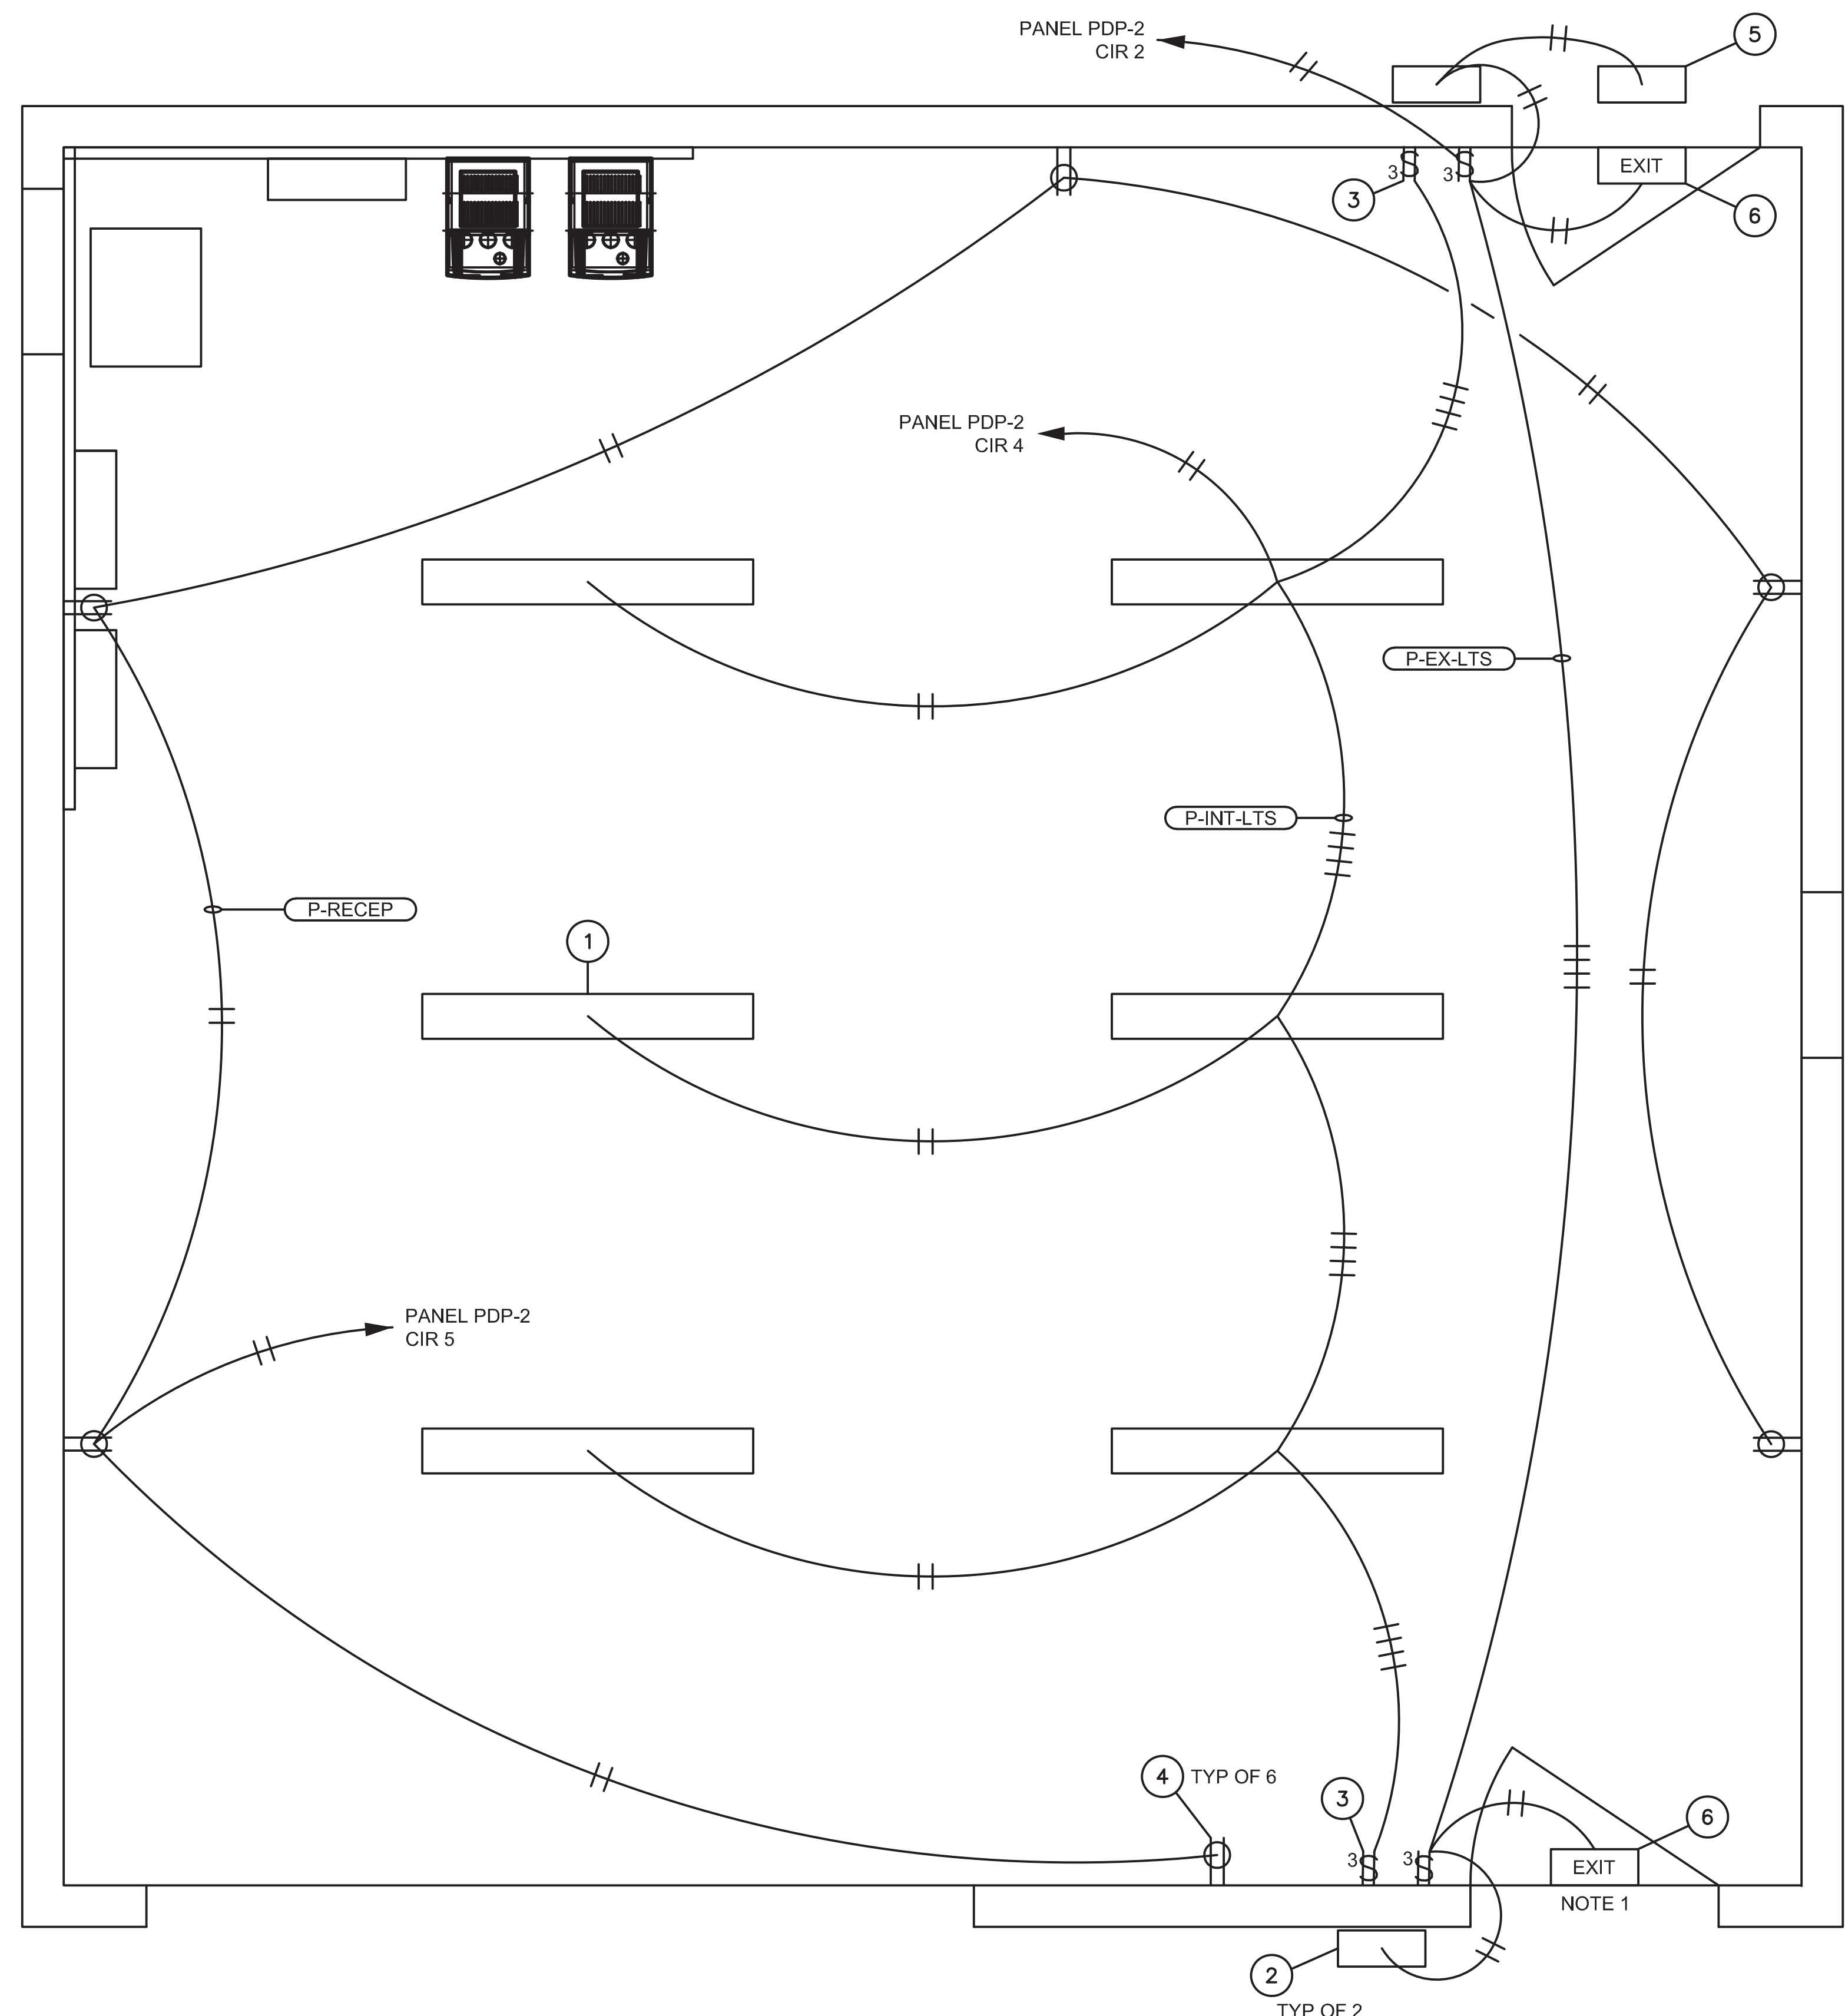 PANEL PDP-2
CIR 2
5
EXIT
3
3
3
6
PANEL PDP-2
CIR 4
P-EX-LTS
P-INT-LTS
P-RECEP
1
PANEL PDP-2
CIR 5
4 TYP OF 6
3
6
3
3
EXIT
NOTE 1
2
TYP OF 2